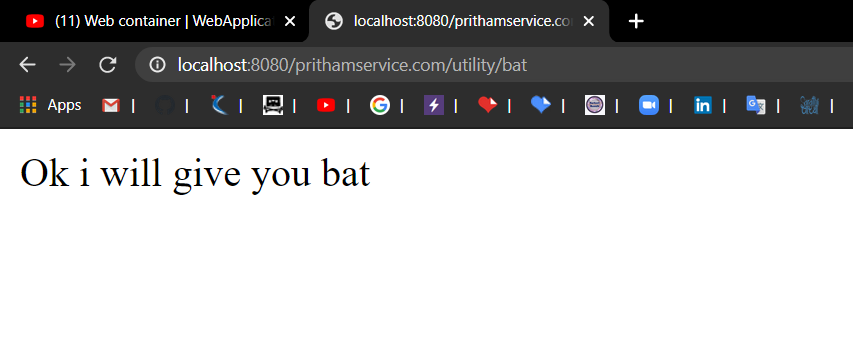 (11) Web container | WebApplica
localhost:8080/prithamservice.co
localhost:8080/prithamservice.com/utility/bat
Apps | | | | | | | | | | | | | |
Ok i will give you bat